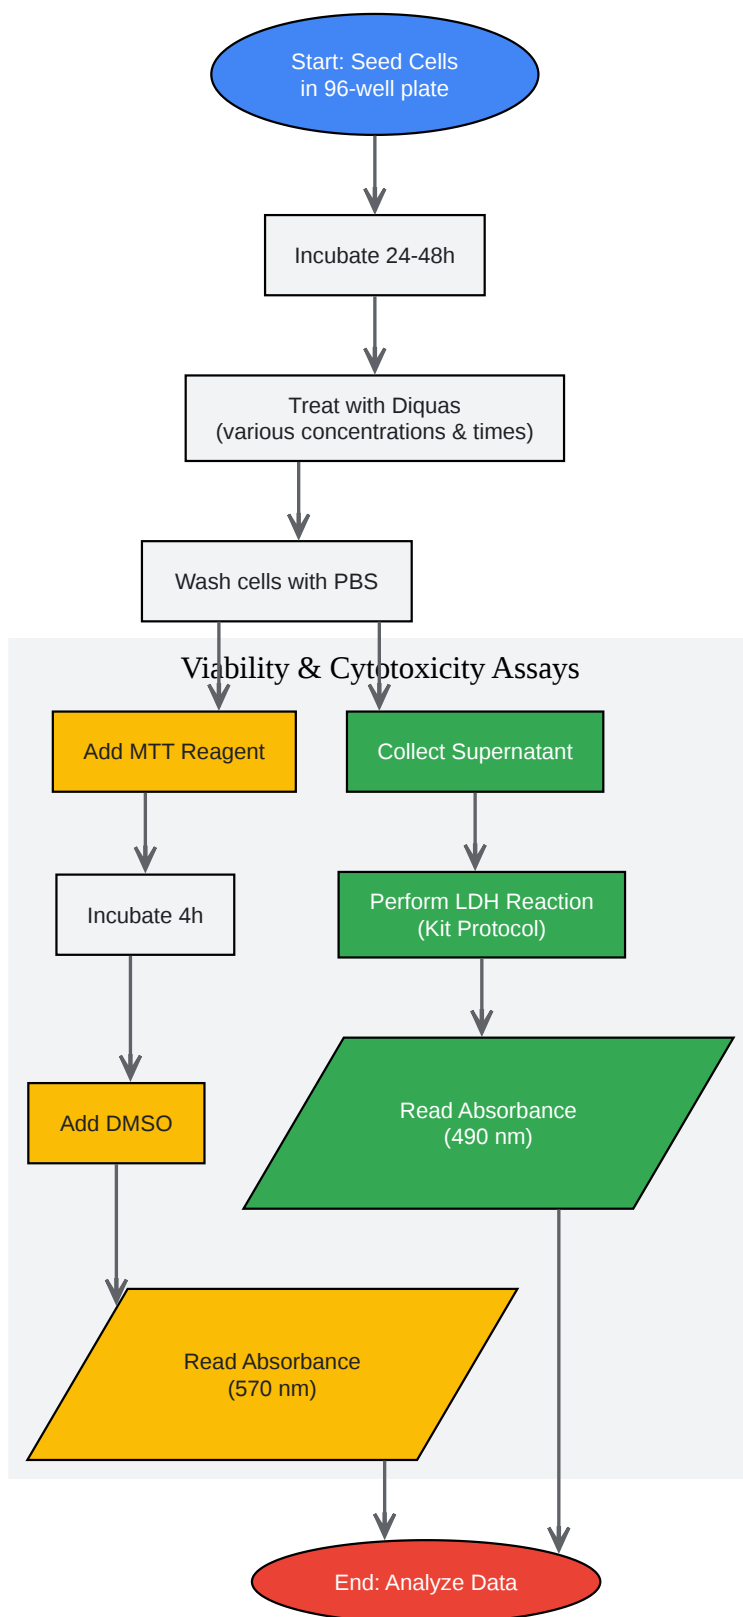 Start: Seed Cells
in 96-well plate
Incubate 24-48h
Treat with Diquas
(various concentrations & times)
Wash cells with PBS
Viability & Cytotoxicity Assays
Add MTT Reagent
Collect Supernatant
Incubate 4h
Perform LDH Reaction
(Kit Protocol)
Add DMSO
Read Absorbance
(490 nm)
Read Absorbance
(570 nm)
End: Analyze Data